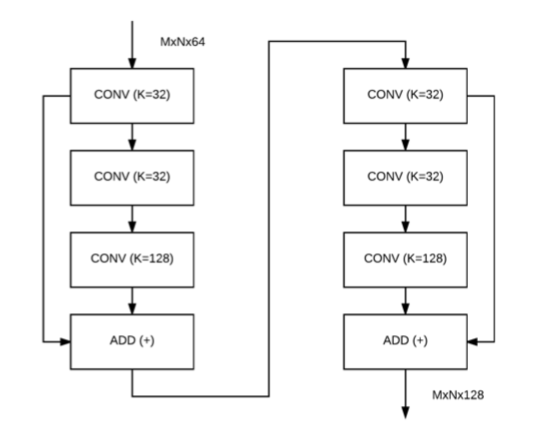 MxNx64
CONV (K=32)
CONV (K=32)
CONV (K=128)
ADD (+)
CONV (K=32)
CONV (K=32)
CONV (K=128)
ADD (+)
MxNx128